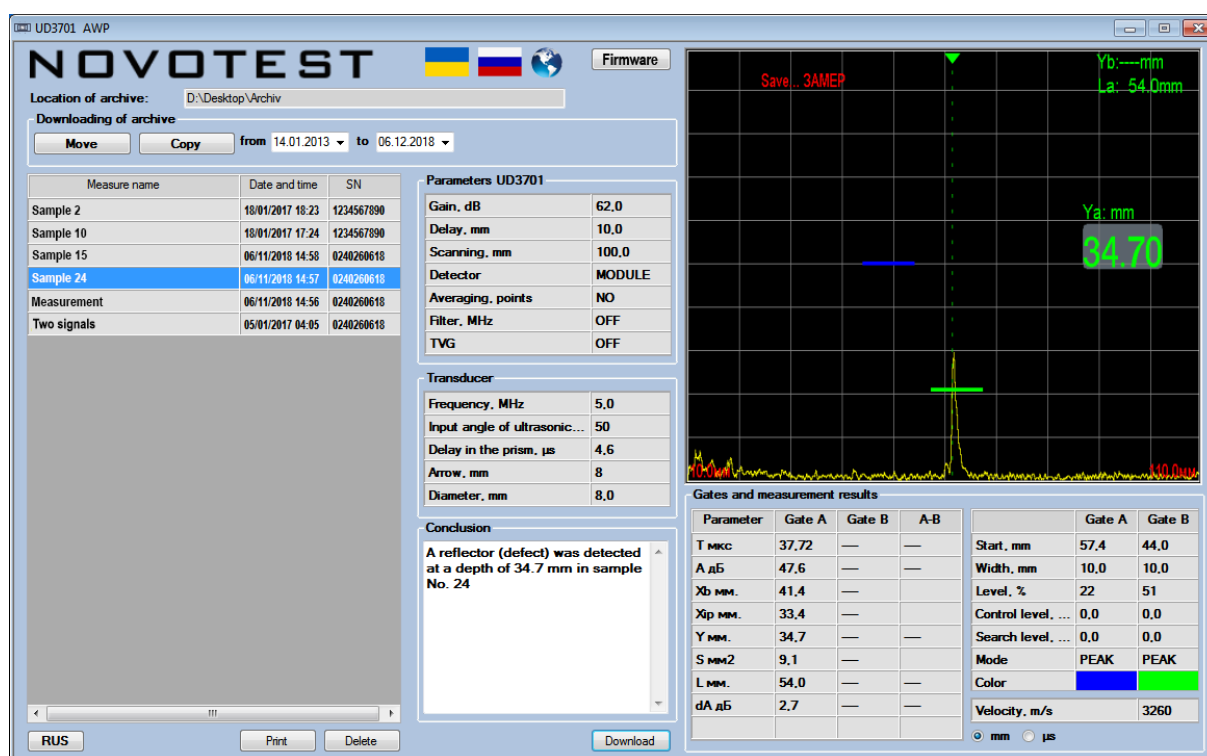 UD3701 AWP
NOVOTEST
Firmware
Location of archive: D:\Desktop\Archiv
Downloading of archive
Move Copy from 14.01.2013 to 06.12.2018
Measure name Date and time SN
Sample 2 18/01/2017 18:23 1234567890
Sample 10 18/01/2017 17:24 1234567890
Sample 15 06/11/2018 14:58 0240260618
Sample 24 06/11/2018 14:57 0240260618
Measurement 06/11/2018 14:56 0240260618
Two signals 05/01/2017 04:05 0240260618
RUS Print Delete
Parameters UD3701
Gain, dB 62,0
Delay, mm 10,0
Scanning, mm 100,0
Detector MODULE
Averaging, points NO
Filter, MHz OFF
TVG OFF
Transducer
Frequency, MHz 5,0
Input angle of ultrasonic... 50
Delay in the prism, µs 4,6
Arrow, mm 8
Diameter, mm 8,0
Conclusion
A reflector (defect) was detected
at a depth of 34.7 mm in sample
No. 24
Download
Save... ЗАМЕР
Yb:----mm
La: 54.0mm
Ya: mm
34.70
10.0мм 110.0мм
Gates and measurement results
Parameter Gate A Gate B A-B
Т мкс 37,72 — —
А дБ 47,6 — —
Xb мм. 41,4 —
Xір мм. 33,4 —
Y мм. 34,7 — —
S мм2 9,1 —
L мм. 54,0 — —
dA дБ 2,7 — —
Gate A Gate B
Start, mm 57,4 44,0
Width, mm 10,0 10,0
Level, % 22 51
Control level, ... 0,0 0,0
Search level, ... 0,0 0,0
Mode PEAK PEAK
Color
Velocity, m/s 3260
mm µs